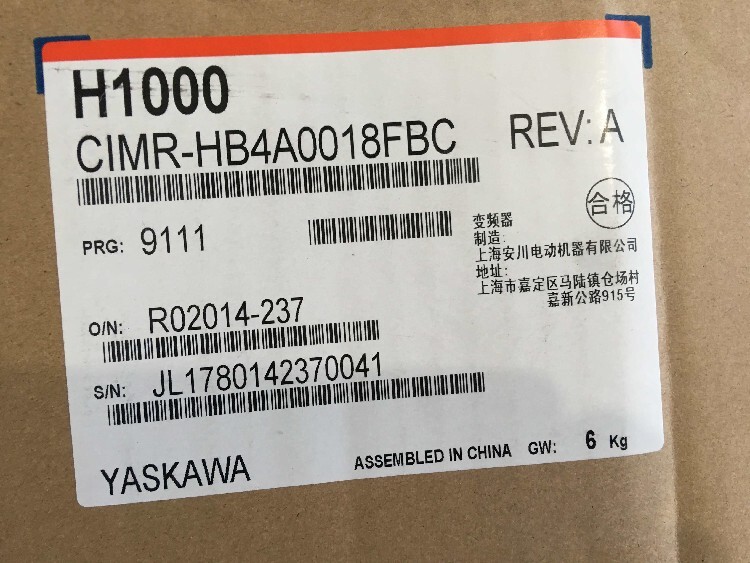 H1000
CIMR-HB4A0018FBC
REV: A
PRG: 9111
合格
变频器
制造:
上海安川电动机器有限公司
地址:
上海市嘉定区马陆镇仓场村
嘉新公路915号
O/N: R02014-237
S/N: JL1780142370041
YASKAWA
ASSEMBLED IN CHINA GW: 6 Kg